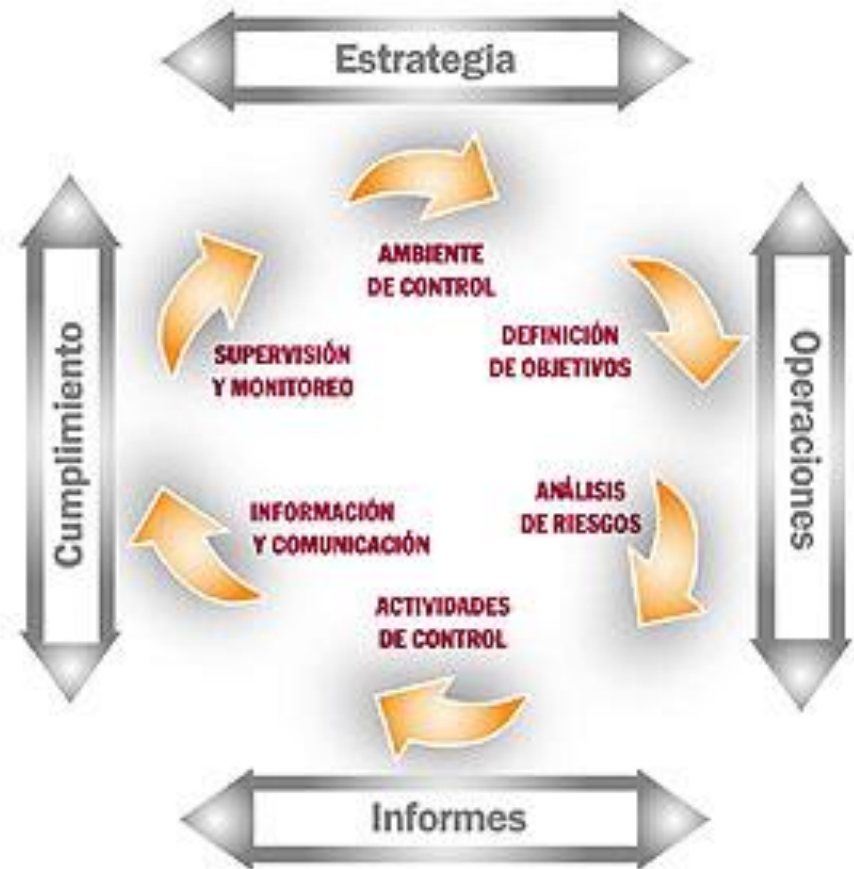 Estrategia
AMBIENTE
DE CONTROL
DEFINICIÓN
DE OBJETIVOS
Operaciones
ANÁLISIS
DE RIESGOS
ACTIVIDADES
DE CONTROL
Informes
INFORMACIÓN
Y COMUNICACIÓN
SUPERVISIÓN
Y MONITOREO
Cumplimiento